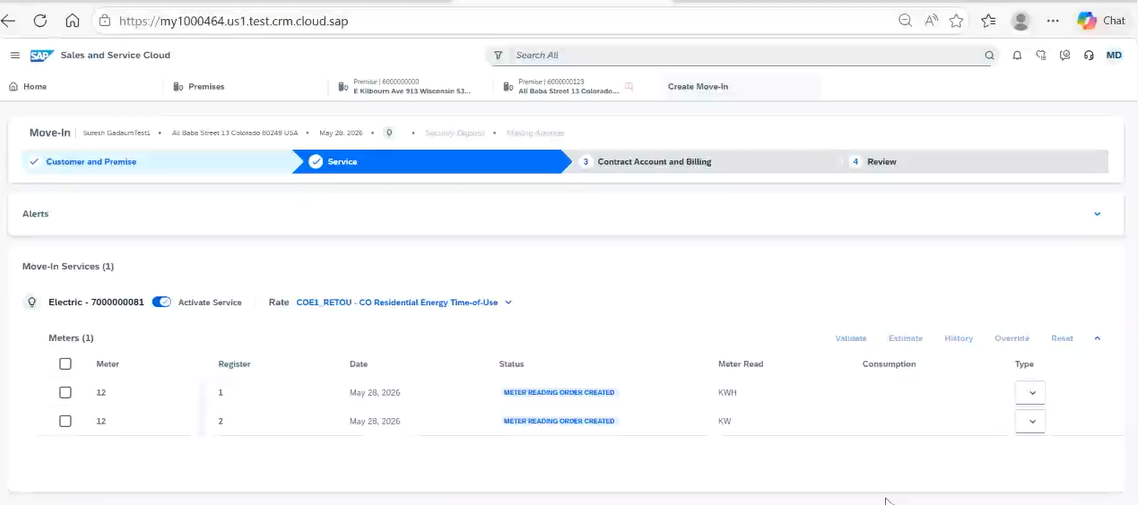 https://my1000464.us1.test.crm.cloud.sap
Chat
SAP Sales and Service Cloud
Search All
MD
Home
Premises
Premise | 6000000000
E Kilbourn Ave 913 Wisconsin 53...
Premise | 6000000123
Ali Baba Street 13 Colorado...
Create Move-In
Move-In | Suresh GadaumTest1 • Ali Baba Street 13 Colorado 80249 USA • May 28, 2026 • • Security Deposit • Mailing Address
Customer and Premise
Service
3 Contract Account and Billing
4 Review
Alerts
Move-In Services (1)
Electric - 7000000081 Activate Service Rate COE1_RETOU - CO Residential Energy Time-of-Use
Meters (1) Validate Estimate History Override Reset
Meter Register Date Status Meter Read Consumption Type
12 1 May 28, 2026 METER READING ORDER CREATED KWH
12 2 May 28, 2026 METER READING ORDER CREATED KW